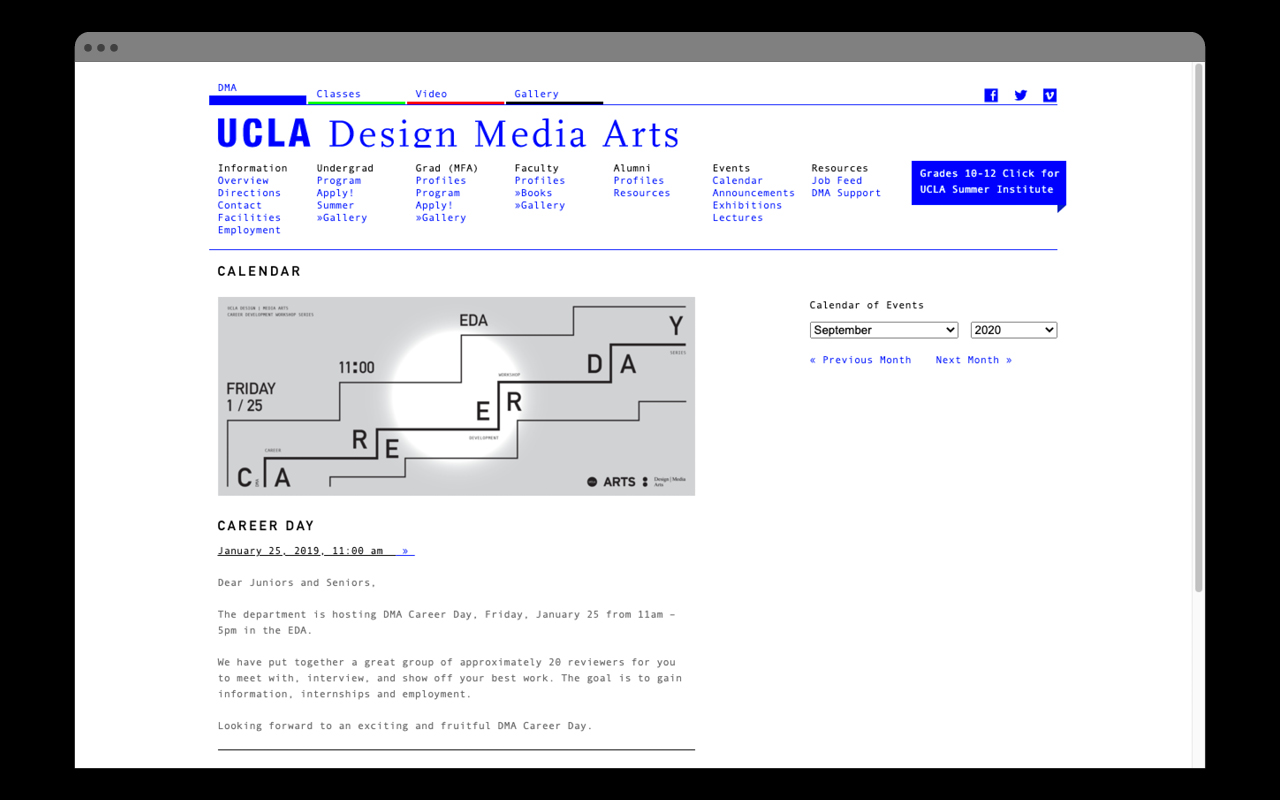 DMA
Classes
Video
Gallery
UCLA Design Media Arts
Information
Overview
Directions
Contact
Facilities
Employment
Undergrad
Program
Apply!
Summer
»Gallery
Grad (MFA)
Profiles
Program
Apply!
»Gallery
Faculty
Profiles
»Books
»Gallery
Alumni
Profiles
Resources
Events
Calendar
Announcements
Exhibitions
Lectures
Resources
Job Feed
DMA Support
Grades 10-12 Click for
UCLA Summer Institute
CALENDAR
UCLA DESIGN | MEDIA ARTS
CAREER DEVELOPMENT WORKSHOP SERIES
FRIDAY
1 / 25
11:00
EDA
CAREER DAY
CAREER
DEVELOPMENT
WORKSHOP
SERIES
DMA
ARTS
Design | Media
Arts
CAREER DAY
January 25, 2019, 11:00 am »
Dear Juniors and Seniors,
The department is hosting DMA Career Day, Friday, January 25 from 11am –
5pm in the EDA.
We have put together a great group of approximately 20 reviewers for you
to meet with, interview, and show off your best work. The goal is to gain
information, internships and employment.
Looking forward to an exciting and fruitful DMA Career Day.
Calendar of Events
September
2020
« Previous Month Next Month »